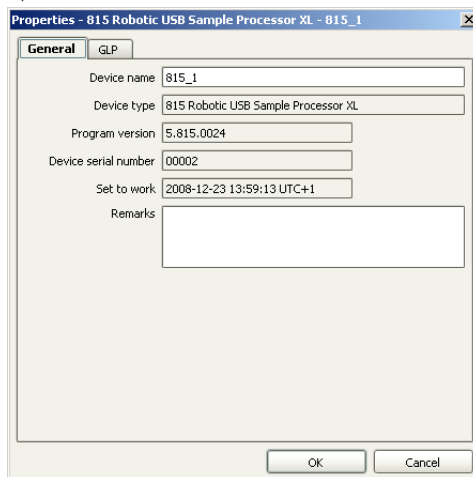 Properties - 815 Robotic USB Sample Processor XL - 815_1
General GLP
Device name 815_1
Device type 815 Robotic USB Sample Processor XL
Program version 5.815.0024
Device serial number 00002
Set to work 2008-12-23 13:59:13 UTC+1
Remarks
OK Cancel